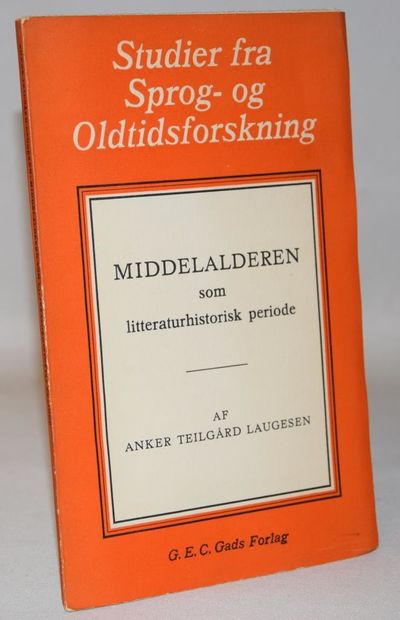 Studier fra
Sprog- og
Oldtidsforskning
MIDDELALDEREN
som
litteraturhistorisk periode
AF
ANKER TEILGÅRD LAUGESEN
G. E. C. Gads Forlag